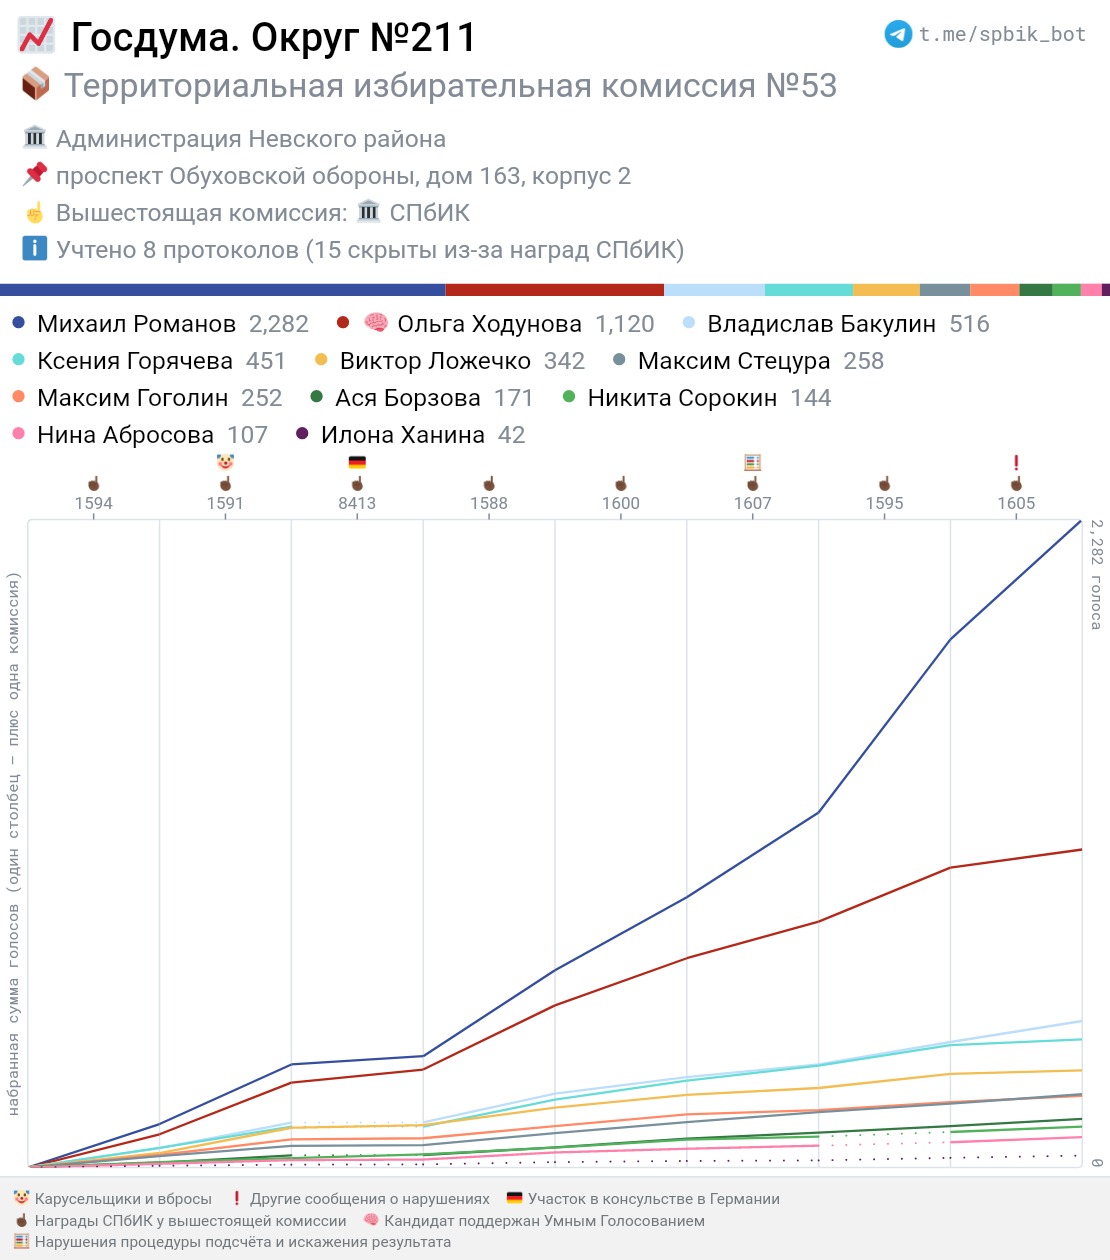 Госдума. Округ №211
t.me/spbik_bot
Территориальная избирательная комиссия №53
Администрация Невского района
проспект Обуховской обороны, дом 163, корпус 2
Вышестоящая комиссия: СПбИК
Учтено 8 протоколов (15 скрыты из-за наград СПбИК)
Михаил Романов 2,282 Ольга Ходунова 1,120 Владислав Бакулин 516
Ксения Горячева 451 Виктор Ложечко 342 Максим Стецура 258
Максим Гоголин 252 Ася Борзова 171 Никита Сорокин 144
Нина Абросова 107 Илона Ханина 42
1594 1591 8413 1588 1600 1607 1595 1605
набранная сумма голосов (один столбец – плюс одна комиссия)
2,282 голоса
0
Карусельщики и вбросы Другие сообщения о нарушениях Участок в консульстве в Германии
Награды СПбИК у вышестоящей комиссии Кандидат поддержан Умным Голосованием
Нарушения процедуры подсчёта и искажения результата